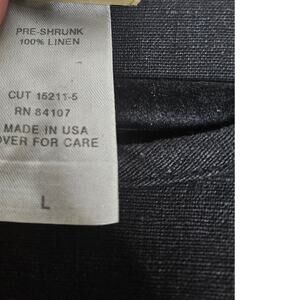 PRE-SHRUNK
100% LINEN
CUT 15211-5
RN 84107
MADE IN USA
OVER FOR CARE
L